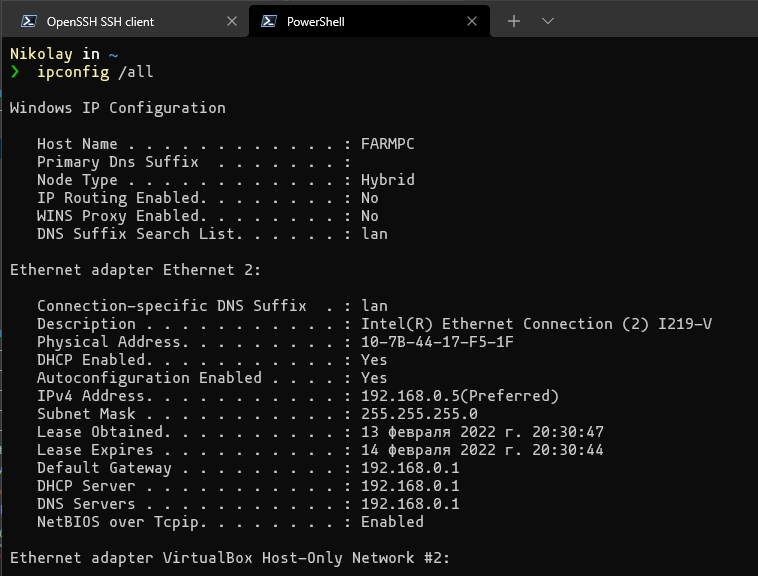 OpenSSH SSH client
PowerShell
Nikolay in ~
❯ ipconfig /all
Windows IP Configuration
Host Name . . . . . . . . . . . . : FARMPC
Primary Dns Suffix  . . . . . . . :
Node Type . . . . . . . . . . . . : Hybrid
IP Routing Enabled. . . . . . . . : No
WINS Proxy Enabled. . . . . . . . : No
DNS Suffix Search List. . . . . . : lan
Ethernet adapter Ethernet 2:
Connection-specific DNS Suffix  . : lan
Description . . . . . . . . . . . : Intel(R) Ethernet Connection (2) I219-V
Physical Address. . . . . . . . . : 10-7B-44-17-F5-1F
DHCP Enabled. . . . . . . . . . . : Yes
Autoconfiguration Enabled . . . . : Yes
IPv4 Address. . . . . . . . . . . : 192.168.0.5(Preferred)
Subnet Mask . . . . . . . . . . . : 255.255.255.0
Lease Obtained. . . . . . . . . . : 13 февраля 2022 г. 20:30:47
Lease Expires . . . . . . . . . . : 14 февраля 2022 г. 20:30:44
Default Gateway . . . . . . . . . : 192.168.0.1
DHCP Server . . . . . . . . . . . : 192.168.0.1
DNS Servers . . . . . . . . . . . : 192.168.0.1
NetBIOS over Tcpip. . . . . . . . : Enabled
Ethernet adapter VirtualBox Host-Only Network #2: